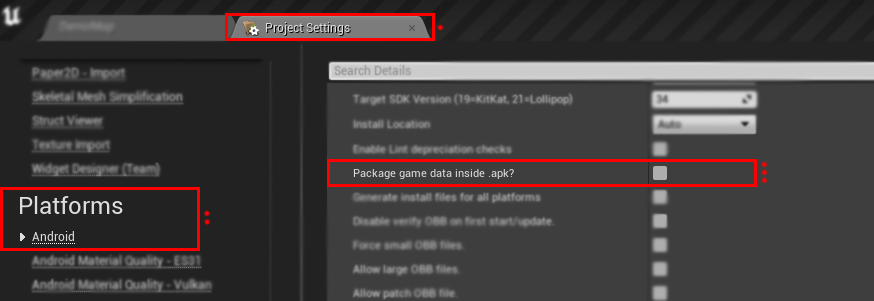 DemoMap
Project Settings
Paper2D - Import
Skeletal Mesh Simplification
Struct Viewer
Texture Import
Widget Designer (Team)
Platforms
Android
Android Material Quality - ES31
Android Material Quality - Vulkan
Search Details
Target SDK Version (19=KitKat, 21=Lollipop)
34
Install Location
Auto
Enable Lint depreciation checks
Package game data inside .apk?
Generate install files for all platforms
Disable verify OBB on first start/update.
Force small OBB files.
Allow large OBB files.
Allow patch OBB file.